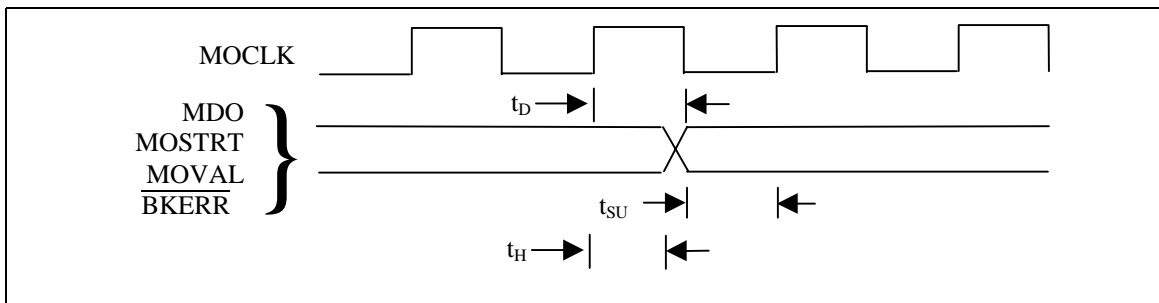 MOCLK
MDO
MOSTRT
MOVAL
BKERR
tD
tSU
tH